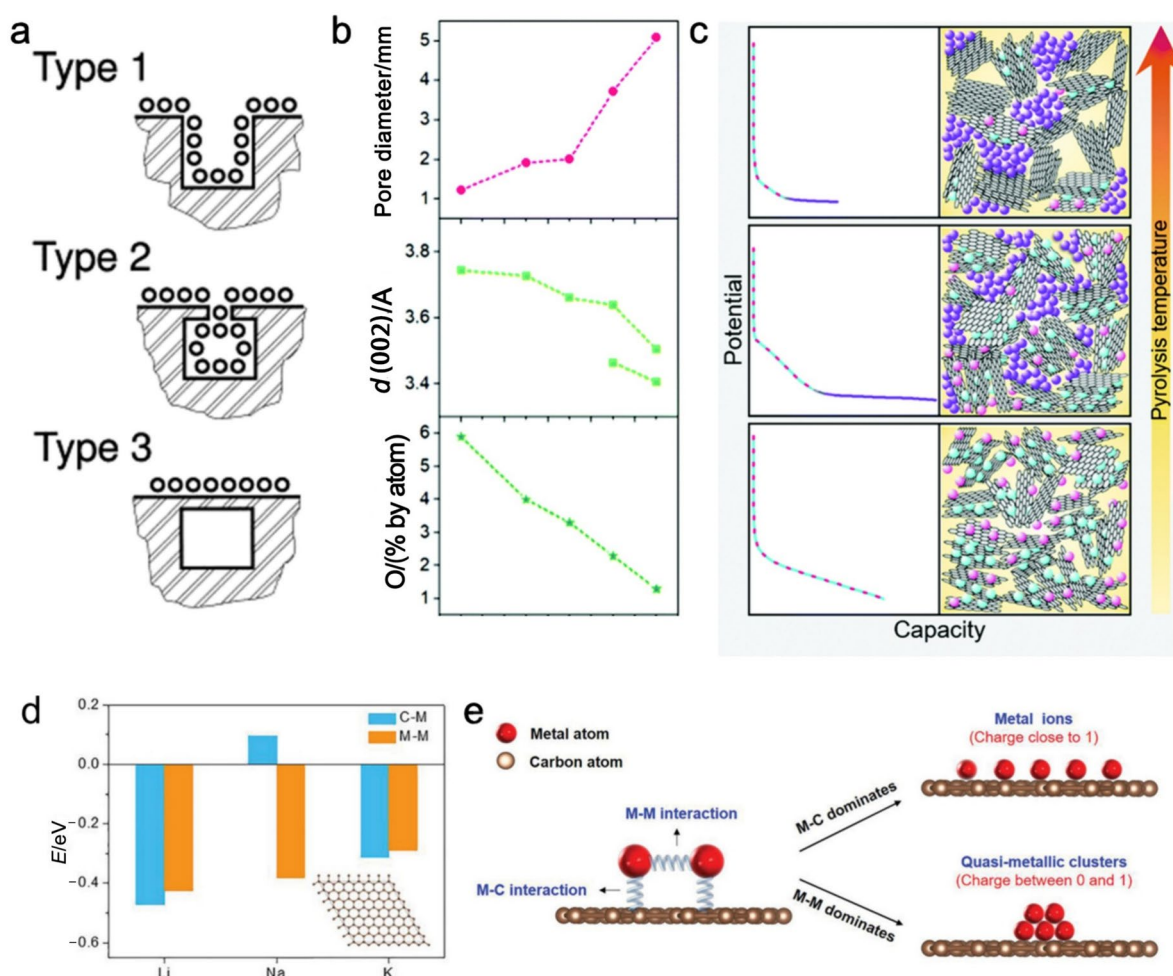 a
Type 1
Type 2
Type 3
b
Pore diameter/mm
5
4
3
2
1
d (002)/A
3.8
3.6
3.4
O/(% by atom)
6
5
4
3
2
1
c
Potential
Capacity
Pyrolysis temperature
d
E/eV
0.2
0.0
−0.2
−0.4
−0.6
C-M
M-M
Li
Na
K
e
Metal atom
Carbon atom
M-M interaction
M-C interaction
M-C dominates
M-M dominates
Metal ions
(Charge close to 1)
Quasi-metallic clusters
(Charge between 0 and 1)